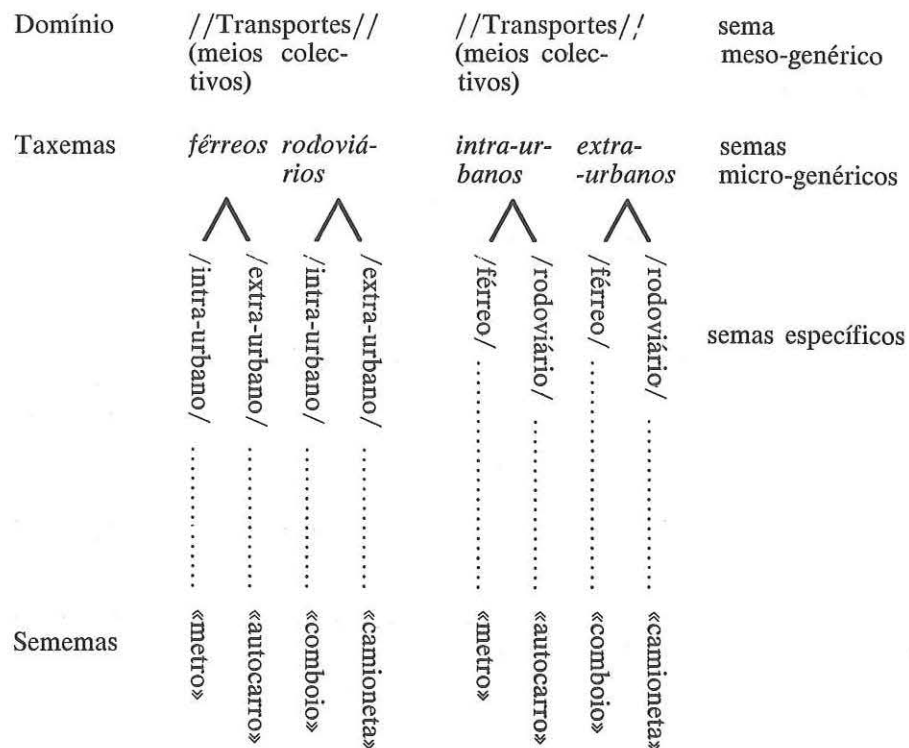 Domínio //Transportes// //Transportes// sema
(meios colec- (meios colec- meso-genérico
tivos) tivos)
Taxemas férreos rodoviá- intra-ur- extra- semas
rios banos -urbanos micro-genéricos
/intra-urbano/ /extra-urbano/ /intra-urbano/ /extra-urbano/ /férreo/ /rodoviário/ /férreo/ /rodoviário/
semas específicos
Sememas «metro» «autocarro» «comboio» «camioneta» «metro» «autocarro» «comboio» «camioneta»